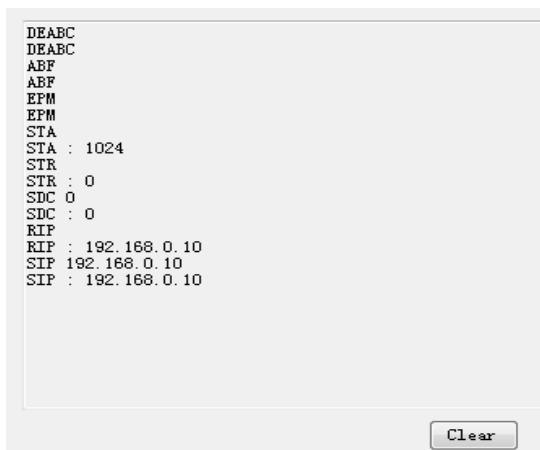 DEABC
DEABC
ABF
ABF
EPM
EPM
STA
STA : 1024
STR
STR : 0
SDC 0
SDC : 0
RIP
RIP : 192.168.0.10
SIP 192.168.0.10
SIP : 192.168.0.10
Clear